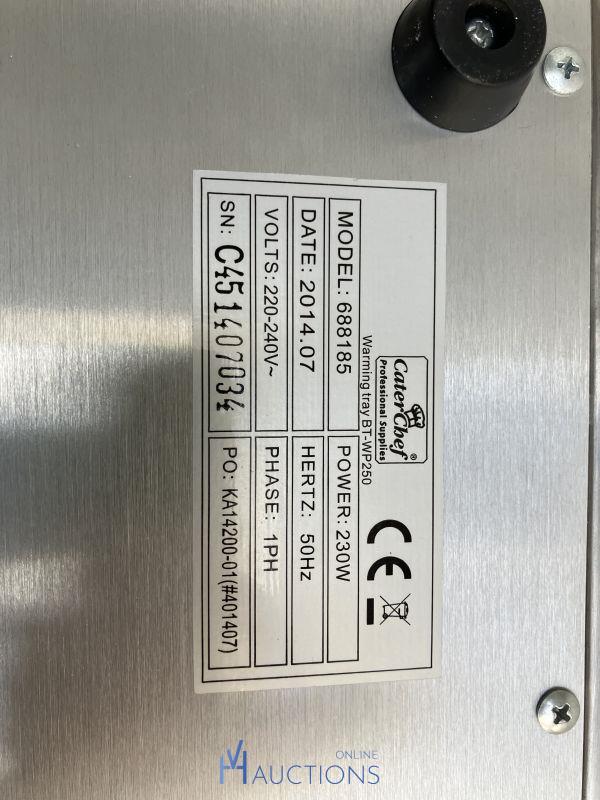 CaterChef®
Professional Supplies
Warming tray BT-WP250
CE
MODEL: 688185
POWER: 230W
DATE: 2014.07
HERTZ: 50Hz
VOLTS: 220-240V~
PHASE: 1PH
SN: C451407034
PO: KA14200-01(#401407)
VH ONLINE
AUCTIONS